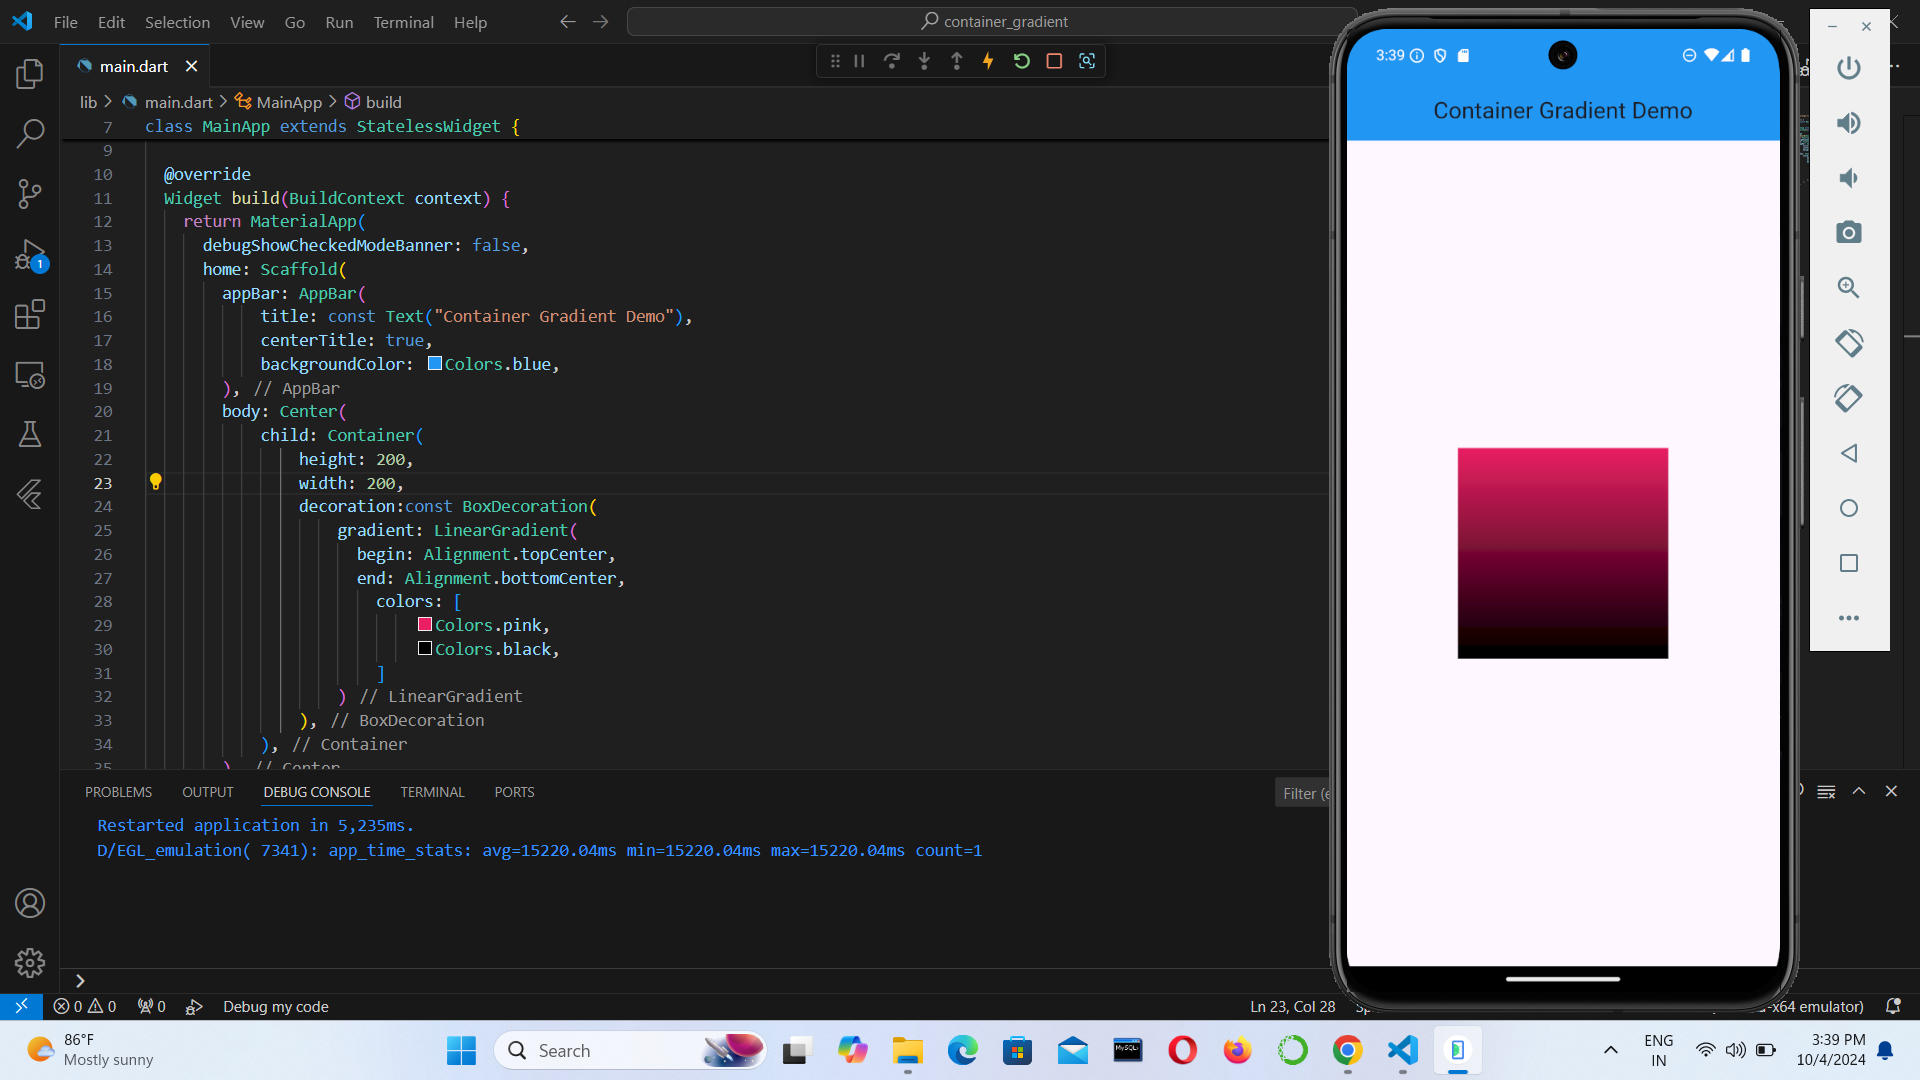 File Edit Selection View Go Run Terminal Help
container_gradient
main.dart
lib > main.dart > MainApp > build
7 class MainApp extends StatelessWidget {
9
10 @override
11 Widget build(BuildContext context) {
12 return MaterialApp(
13 debugShowCheckedModeBanner: false,
14 home: Scaffold(
15 appBar: AppBar(
16 title: const Text("Container Gradient Demo"),
17 centerTitle: true,
18 backgroundColor: Colors.blue,
19 ), // AppBar
20 body: Center(
21 child: Container(
22 height: 200,
23 width: 200,
24 decoration:const BoxDecoration(
25 gradient: LinearGradient(
26 begin: Alignment.topCenter,
27 end: Alignment.bottomCenter,
28 colors: [
29 Colors.pink,
30 Colors.black,
31 ]
32 ) // LinearGradient
33 ), // BoxDecoration
34 ), // Container
35 ), // Center
PROBLEMS OUTPUT DEBUG CONSOLE TERMINAL PORTS
Filter (e
Restarted application in 5,235ms.
D/EGL_emulation( 7341): app_time_stats: avg=15220.04ms min=15220.04ms max=15220.04ms count=1
>
0 0 0 Debug my code
Ln 23, Col 28
-x64 emulator)
3:39
Container Gradient Demo
1
86°F
Mostly sunny
Search
MySQL
ENG
IN
3:39 PM
10/4/2024